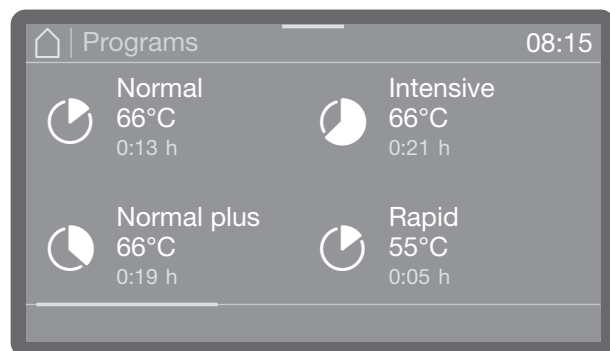 Programs
08:15
Normal
66°C
0:13 h
Intensive
66°C
0:21 h
Normal plus
66°C
0:19 h
Rapid
55°C
0:05 h